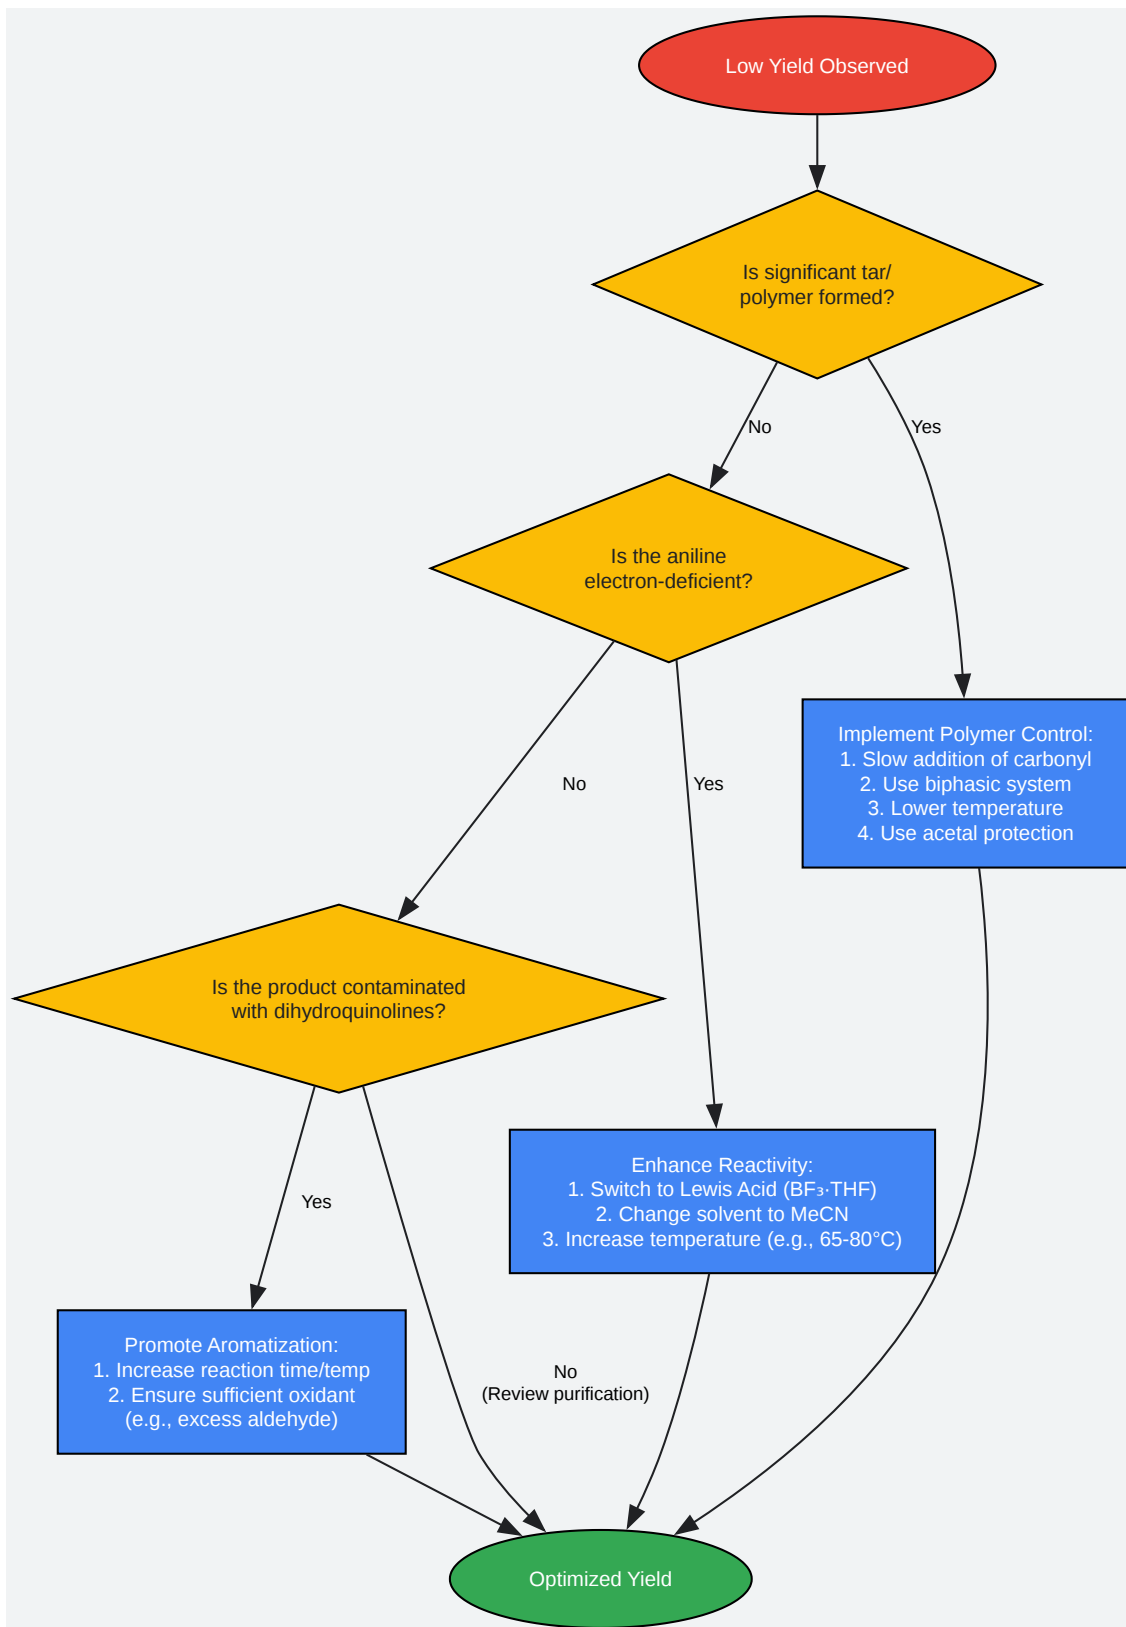 Low Yield Observed
Is significant tar/
polymer formed?
No
Yes
Is the aniline
electron-deficient?
No
Yes
Implement Polymer Control:
1. Slow addition of carbonyl
2. Use biphasic system
3. Lower temperature
4. Use acetal protection
Is the product contaminated
with dihydroquinolines?
Yes
Enhance Reactivity:
1. Switch to Lewis Acid (BF₃·THF)
2. Change solvent to MeCN
3. Increase temperature (e.g., 65-80°C)
Promote Aromatization:
1. Increase reaction time/temp
2. Ensure sufficient oxidant
(e.g., excess aldehyde)
No
(Review purification)
Optimized Yield